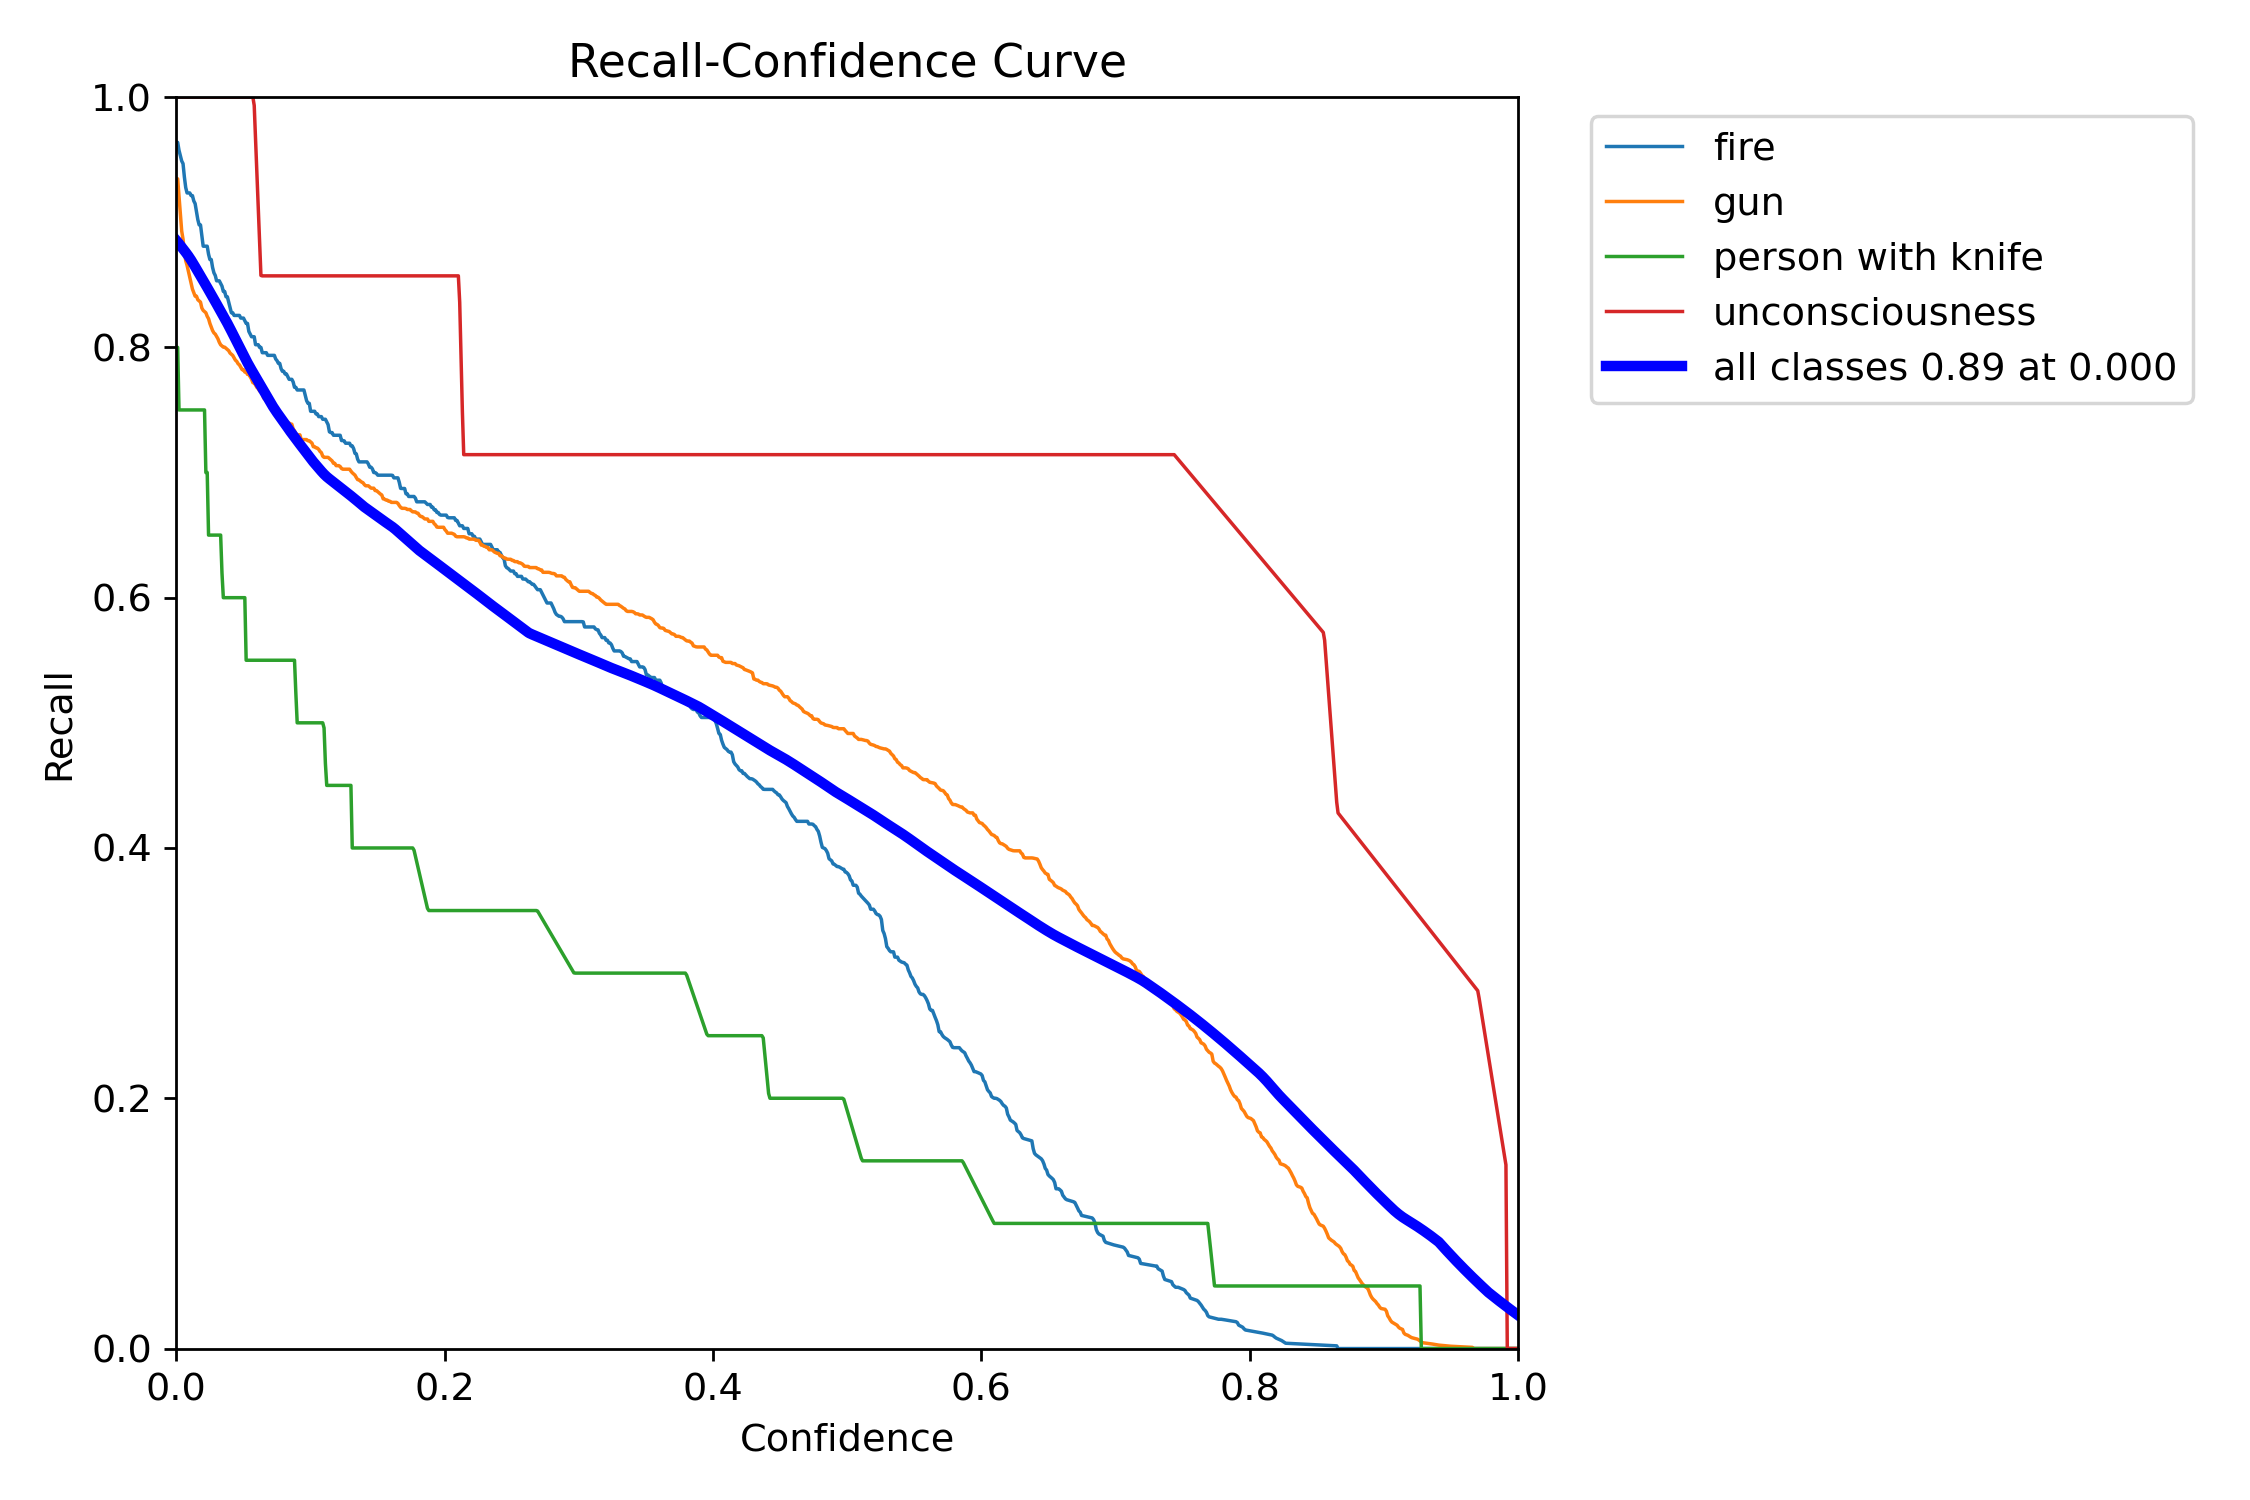 Recall-Confidence Curve
1.0
0.8
0.6
0.4
0.2
0.0
Recall
0.0 0.2 0.4 0.6 0.8 1.0
Confidence
fire
gun
person with knife
unconsciousness
all classes 0.89 at 0.000